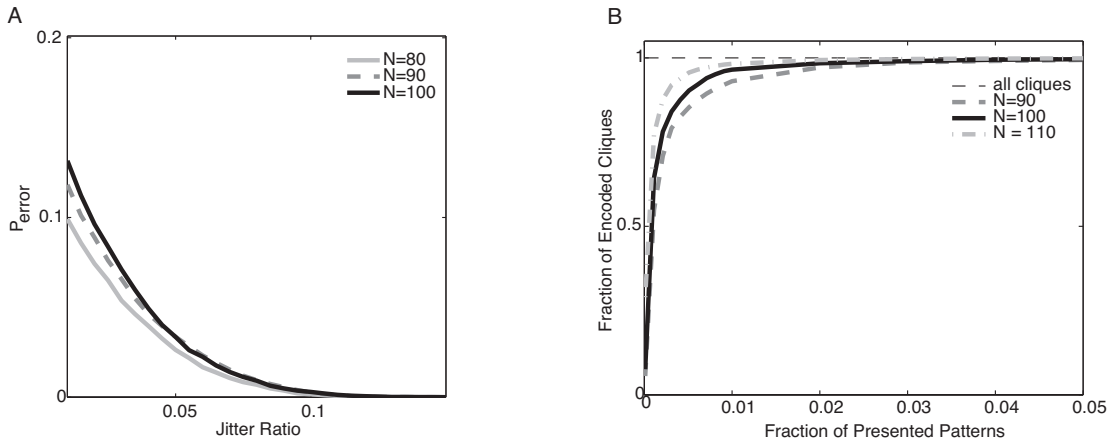 A
0.2
N=80
N=90
N=100
Perror
0.1
0
0.05
0.1
Jitter Ratio
B
1
all cliques
N=90
N=100
N = 110
Fraction of Encoded Cliques
0.5
0
0
0.01
0.02
0.03
0.04
0.05
Fraction of Presented Patterns